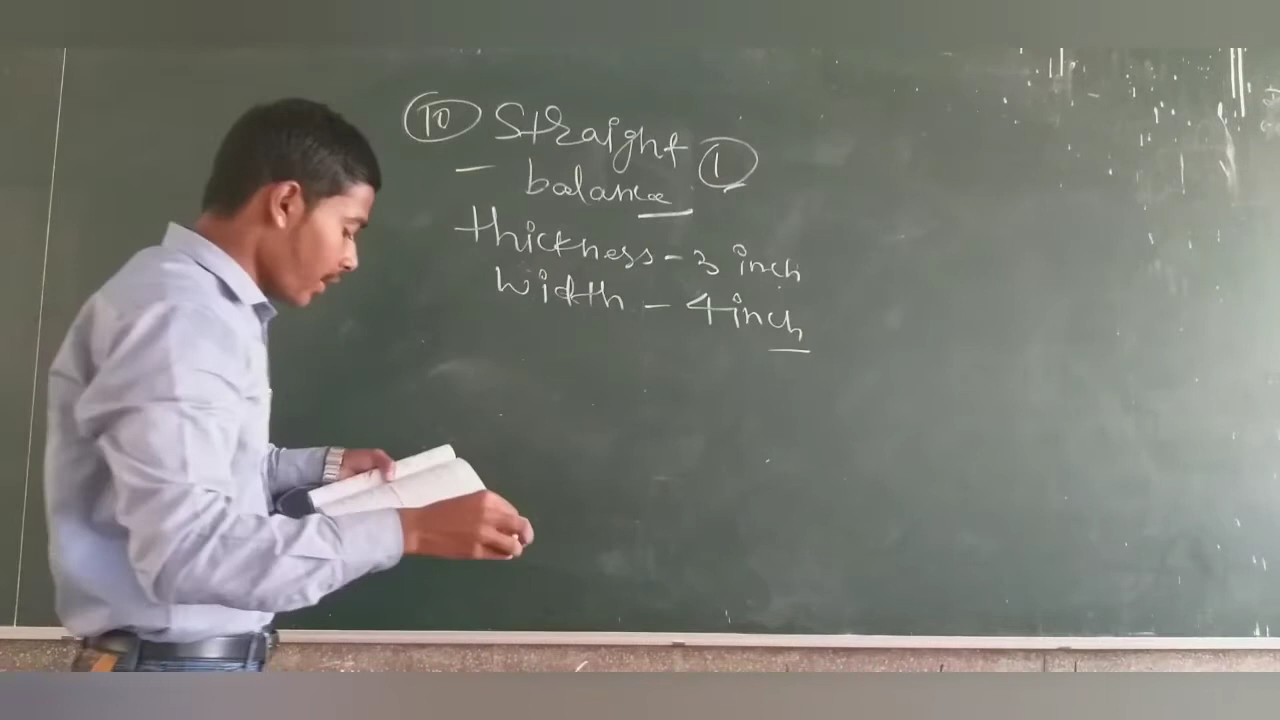 10 Straight 1
- balance
thickness - 3 inch
Width - 4 inch